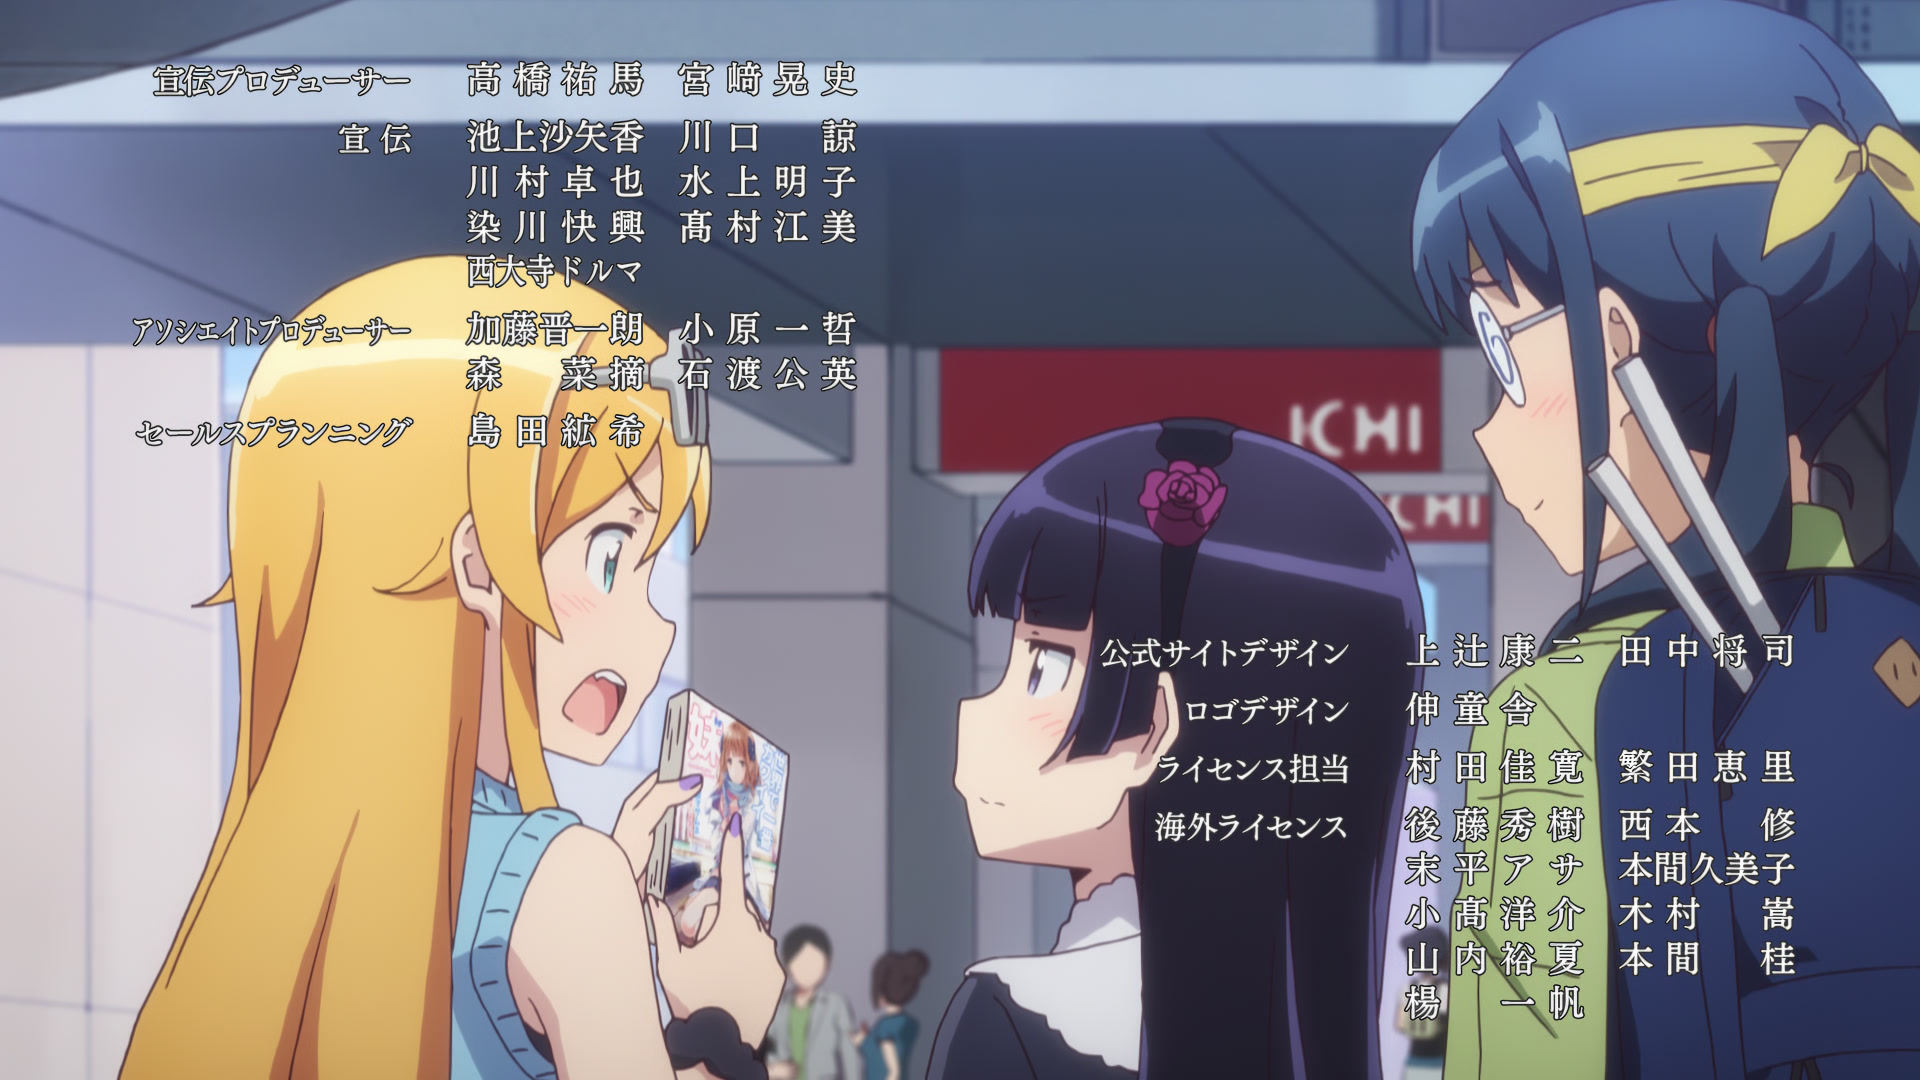 宣伝プロデューサー 高橋祐馬 宮﨑晃史
宣伝 池上沙矢香 川口諒
川村卓也 水上明子
染川快興 髙村江美
西大寺ドルマ
アソシエイトプロデューサー 加藤晋一朗 小原一哲
森菜摘 石渡公英
セールスプランニング 島田紘希
ICHI
ICHI
公式サイトデザイン 上辻康二 田中将司
ロゴデザイン 伸童舎
ライセンス担当 村田佳寛 繁田恵里
海外ライセンス 後藤秀樹 西本修
末平アサ 本間久美子
小髙洋介 木村嵩
山内裕夏 本間桂
楊一帆
妹